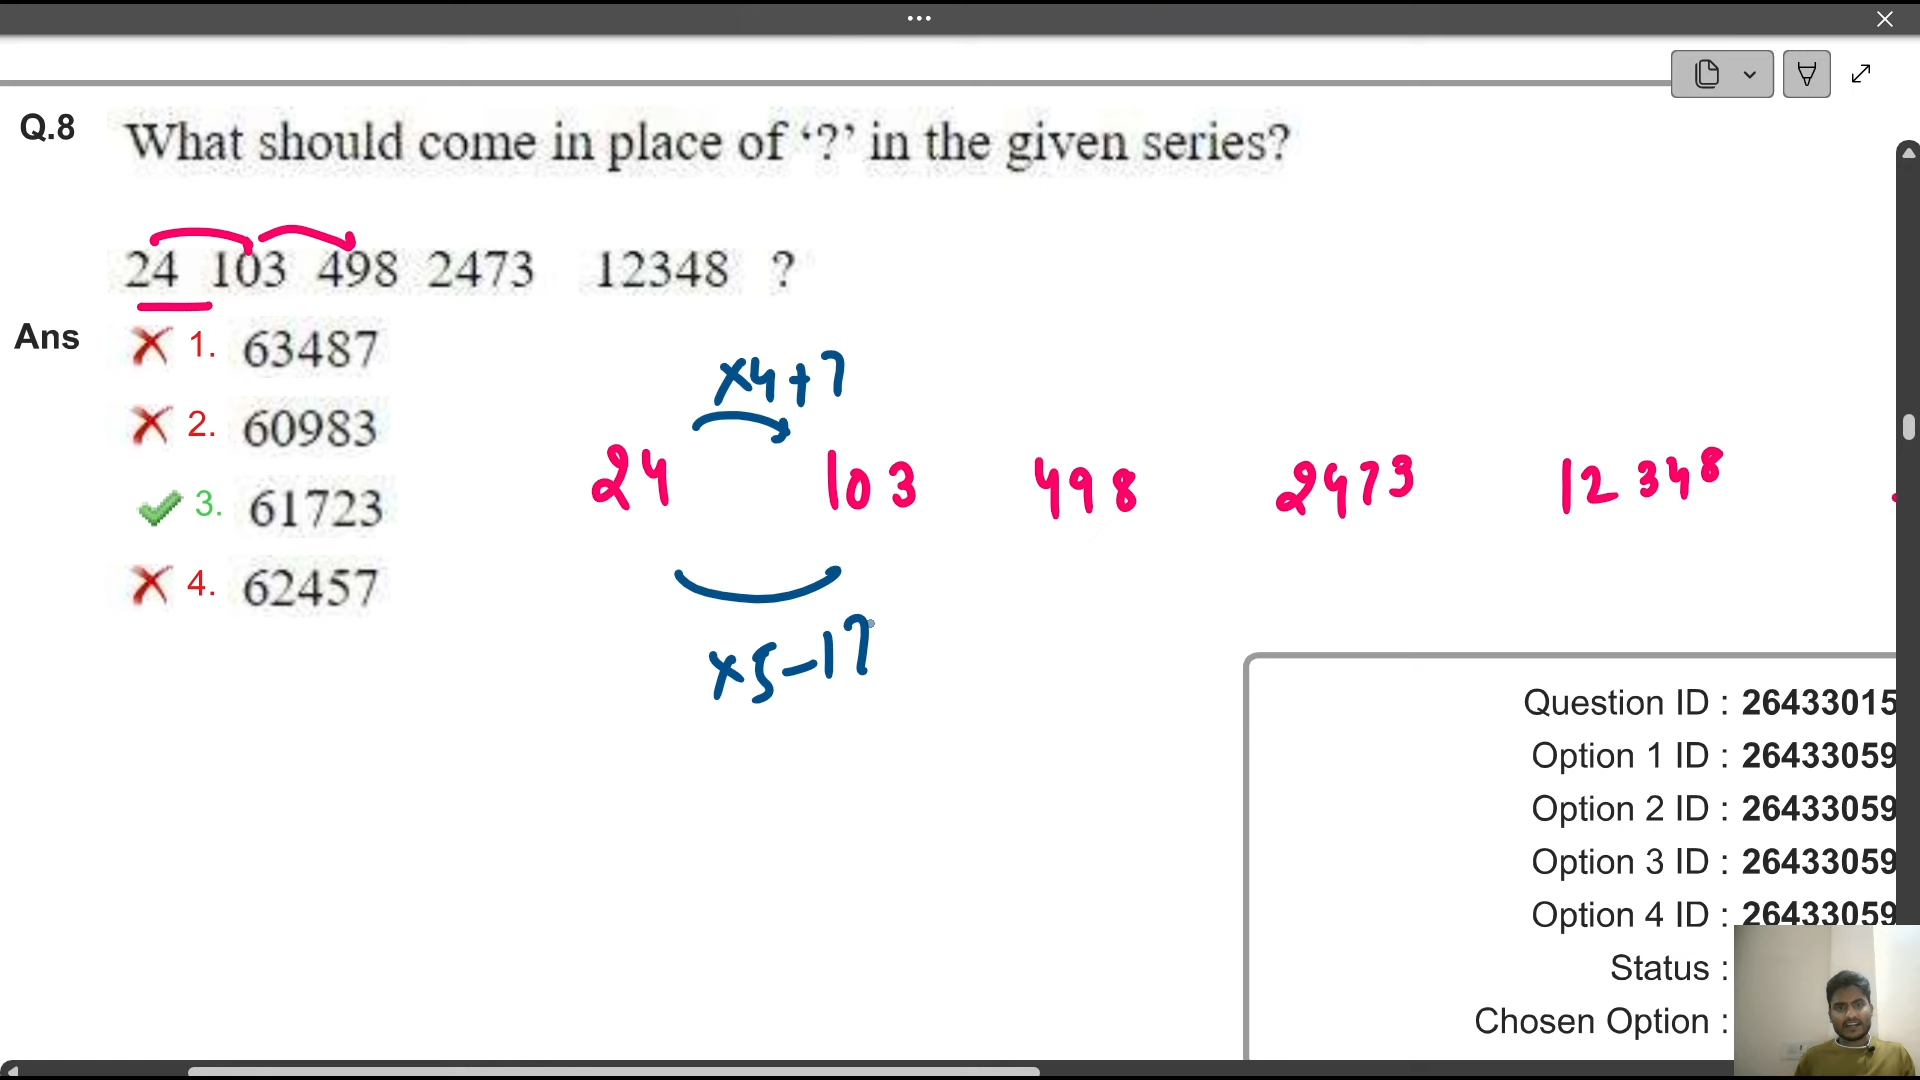 Q.8 What should come in place of ‘?’ in the given series?
24 103 498 2473 12348 ?
Ans
1. 63487
2. 60983
3. 61723
4. 62457
×4+7
24 103 498 2473 12348
×5-17
Question ID : 26433015
Option 1 ID : 26433059
Option 2 ID : 26433059
Option 3 ID : 26433059
Option 4 ID : 26433059
Status :
Chosen Option :